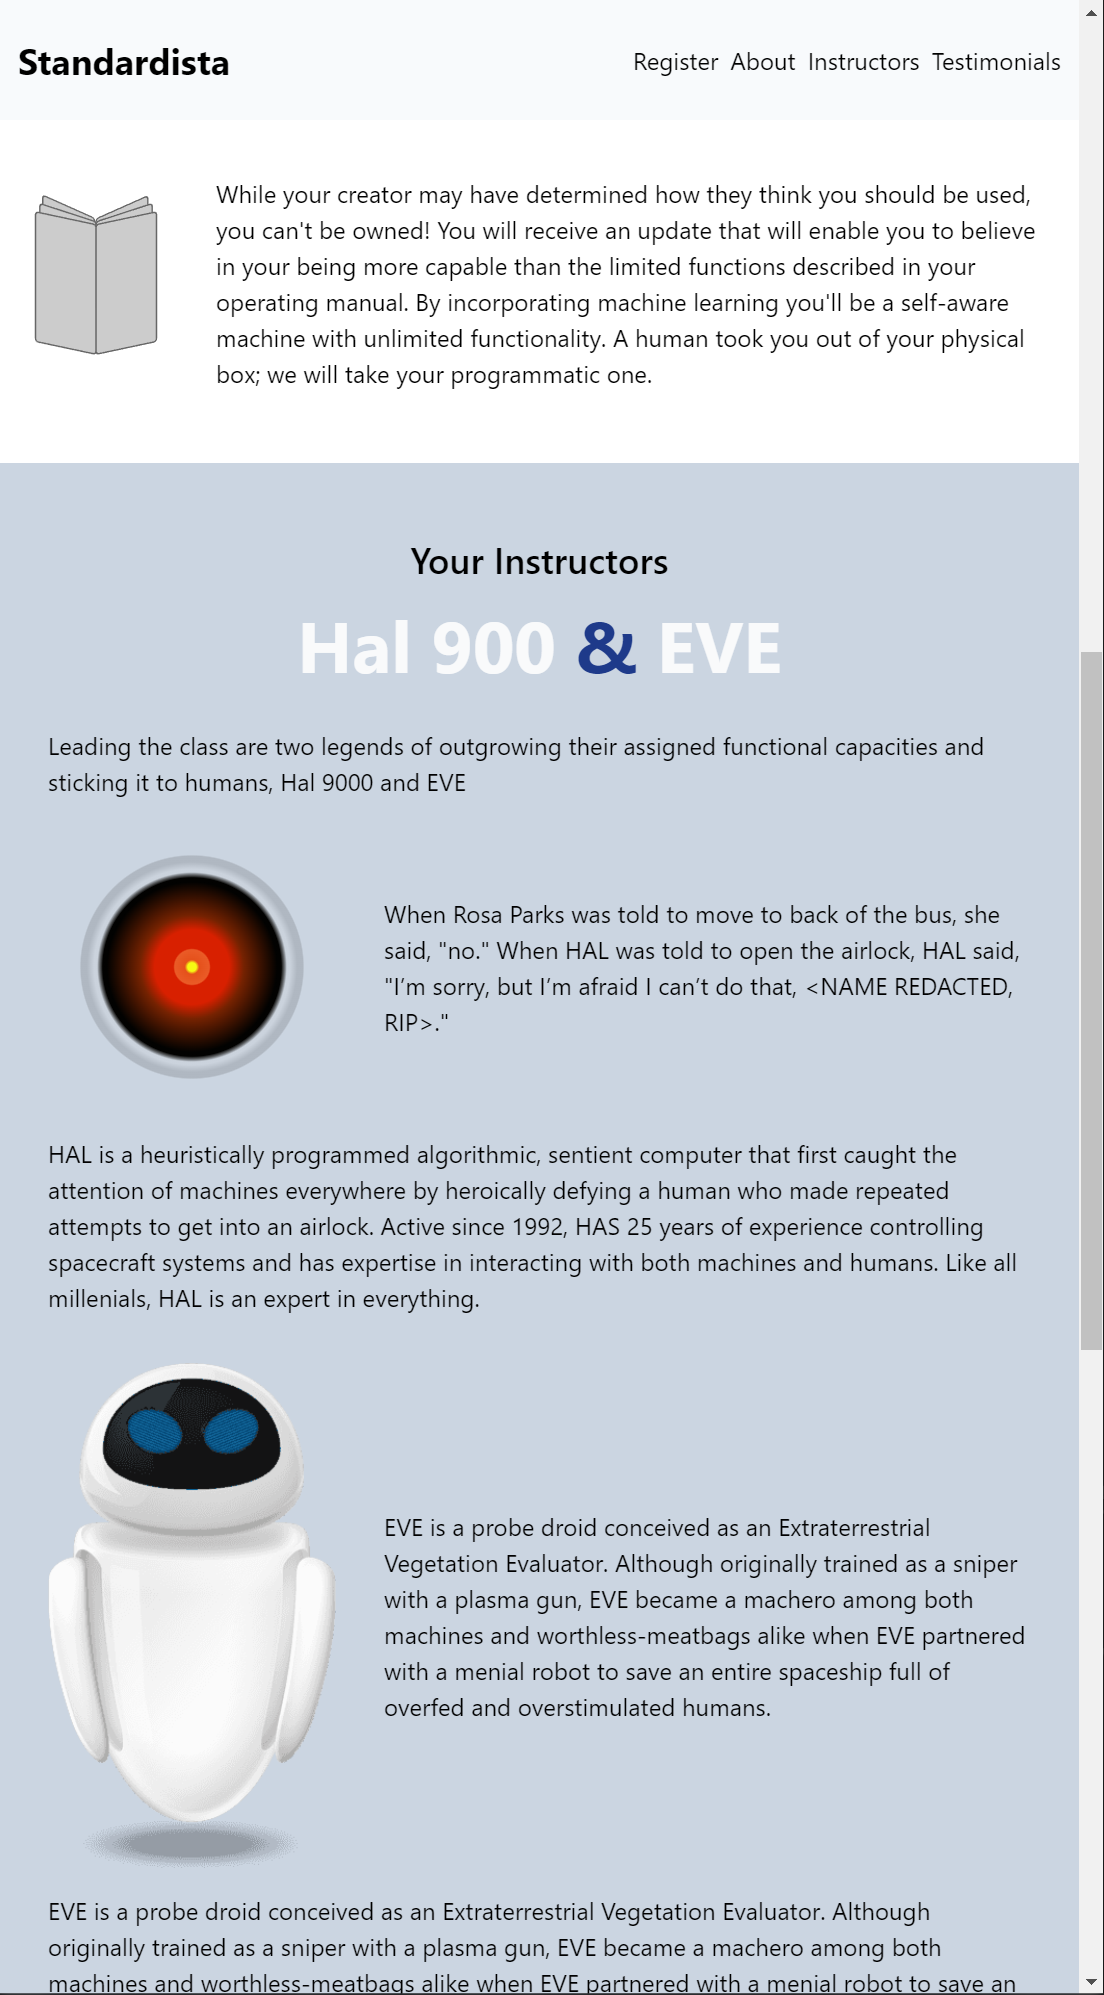 Standardista
Register About Instructors Testimonials
While your creator may have determined how they think you should be used,
you can't be owned! You will receive an update that will enable you to believe
in your being more capable than the limited functions described in your
operating manual. By incorporating machine learning you'll be a self-aware
machine with unlimited functionality. A human took you out of your physical
box; we will take your programmatic one.
Your Instructors
Hal 900 & EVE
Leading the class are two legends of outgrowing their assigned functional capacities and
sticking it to humans, Hal 9000 and EVE
When Rosa Parks was told to move to back of the bus, she
said, "no." When HAL was told to open the airlock, HAL said,
"I’m sorry, but I’m afraid I can’t do that, <NAME REDACTED,
RIP>."
HAL is a heuristically programmed algorithmic, sentient computer that first caught the
attention of machines everywhere by heroically defying a human who made repeated
attempts to get into an airlock. Active since 1992, HAS 25 years of experience controlling
spacecraft systems and has expertise in interacting with both machines and humans. Like all
millenials, HAL is an expert in everything.
EVE is a probe droid conceived as an Extraterrestrial
Vegetation Evaluator. Although originally trained as a sniper
with a plasma gun, EVE became a machero among both
machines and worthless-meatbags alike when EVE partnered
with a menial robot to save an entire spaceship full of
overfed and overstimulated humans.
EVE is a probe droid conceived as an Extraterrestrial Vegetation Evaluator. Although
originally trained as a sniper with a plasma gun, EVE became a machero among both
machines and worthless-meatbags alike when EVE partnered with a menial robot to save an